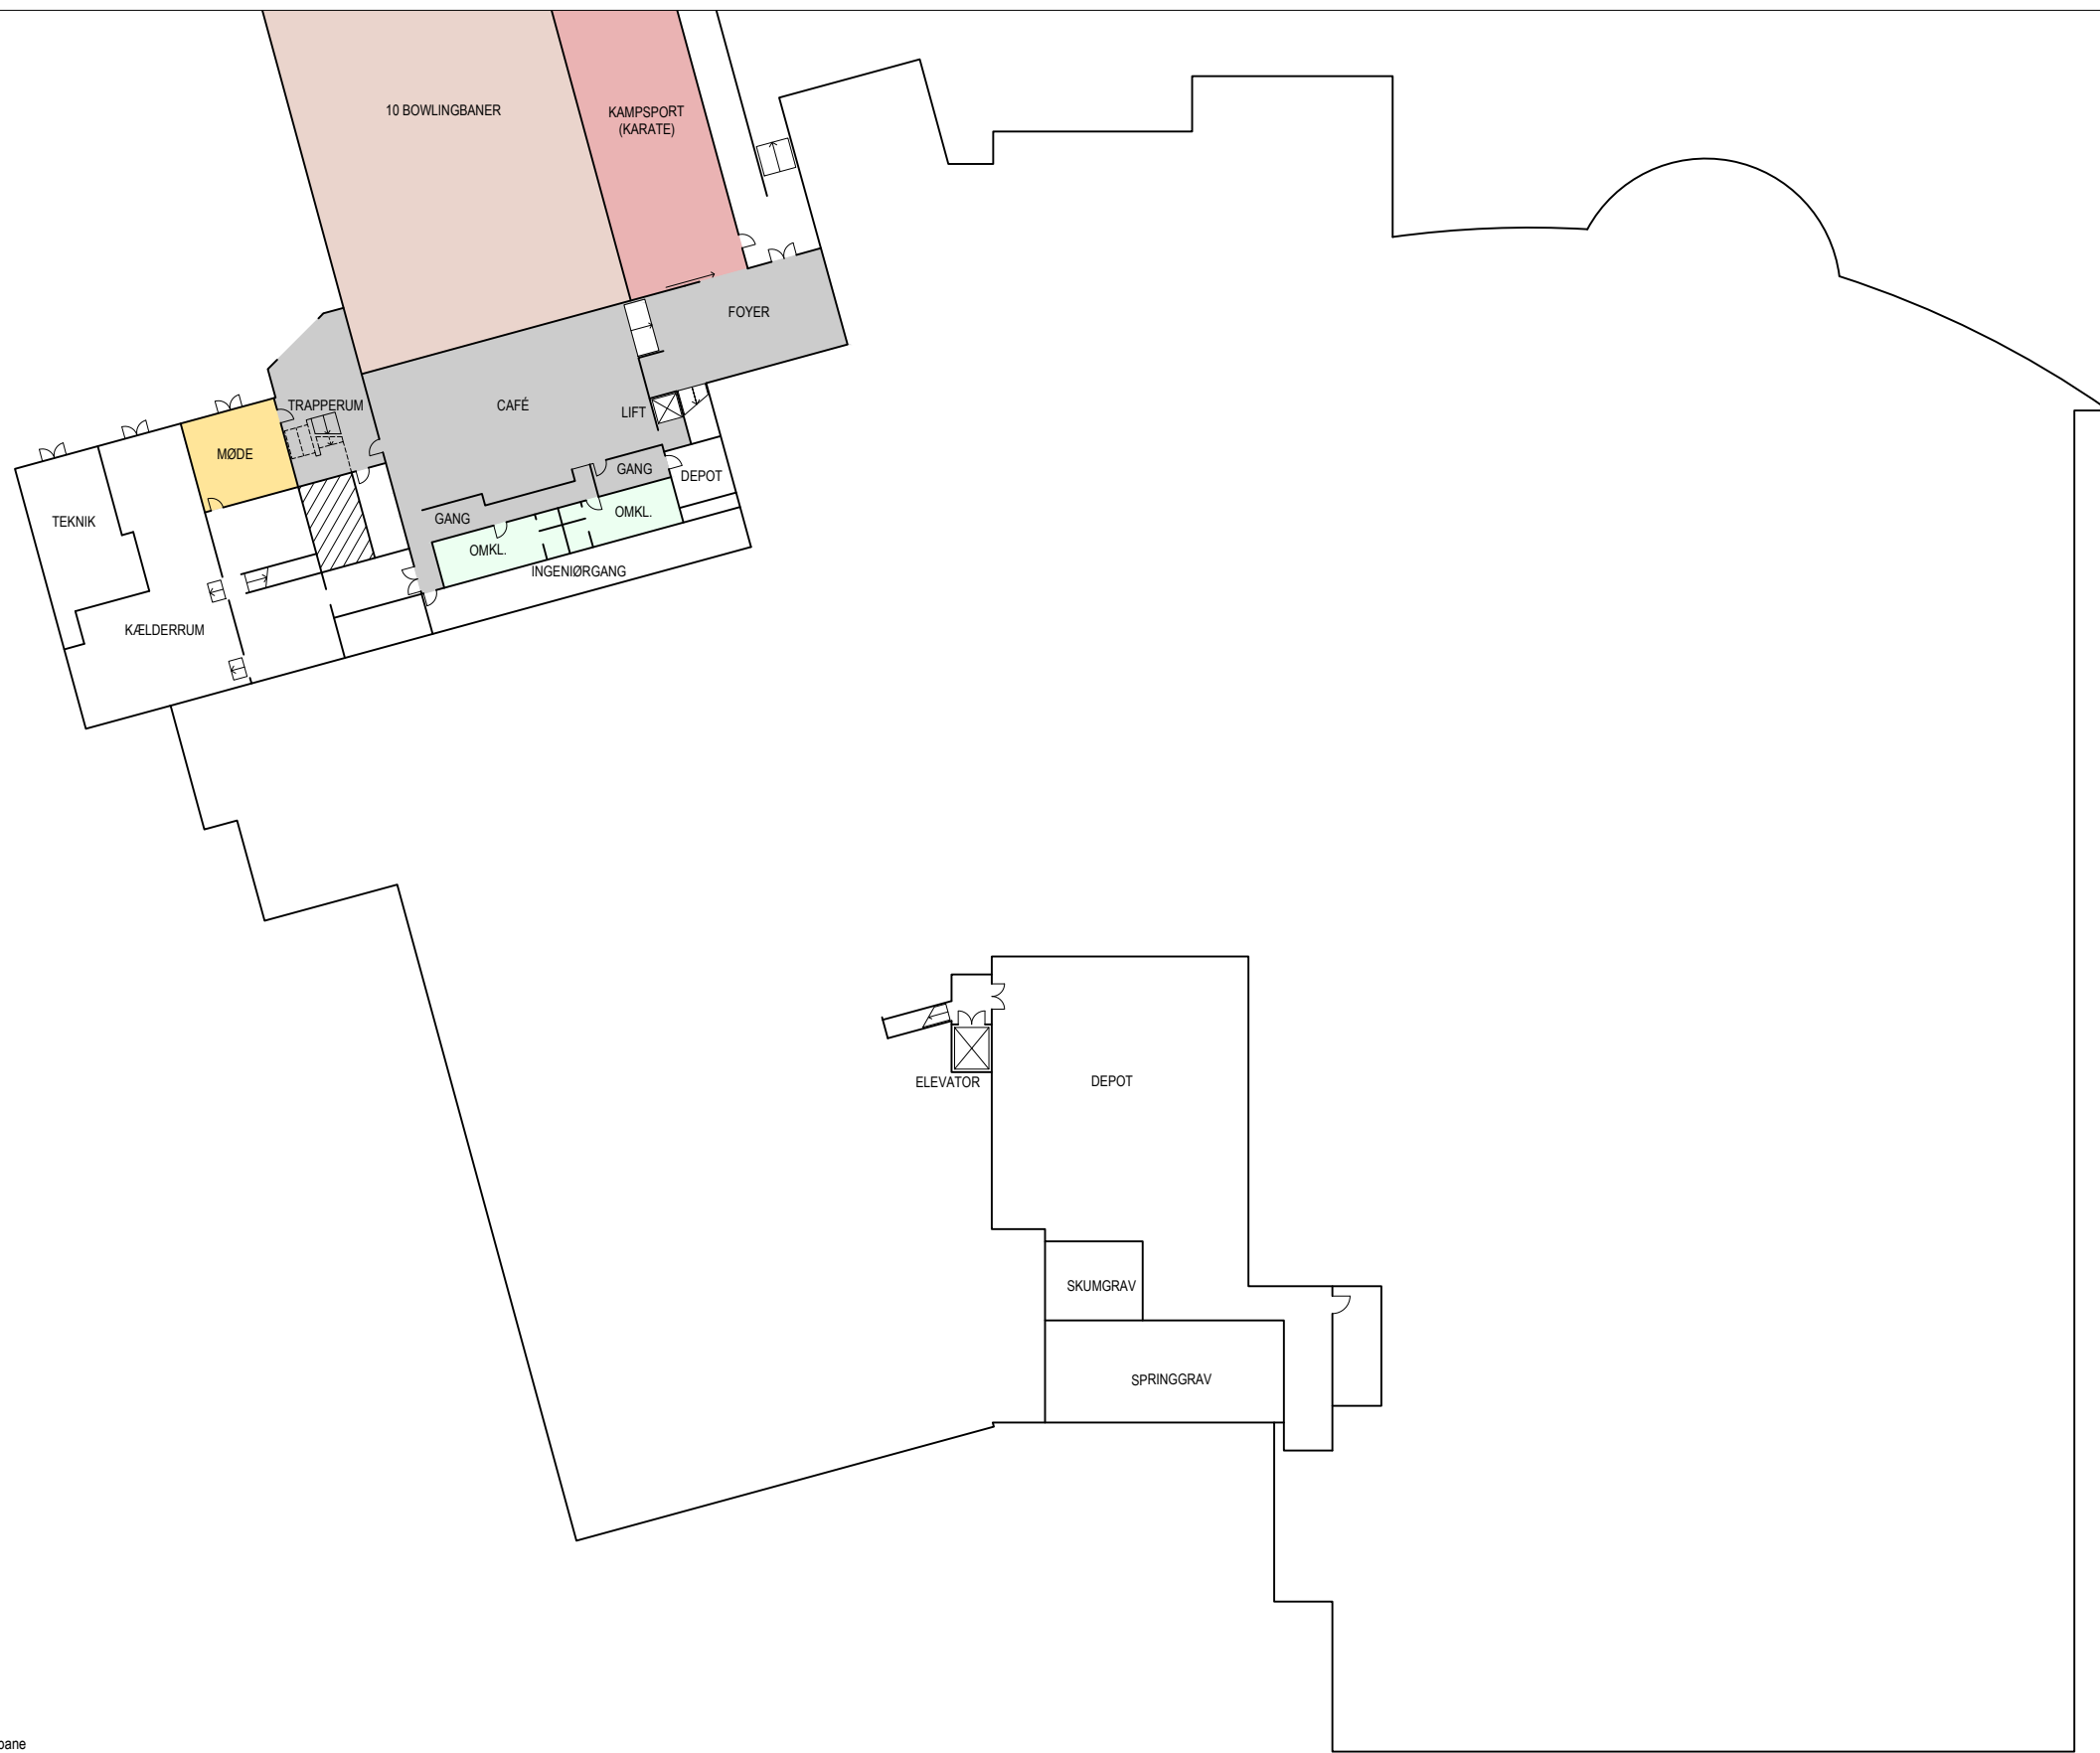 10 BOWLINGBANER
KAMPSPORT
(KARATE)
FOYER
TRAPPERUM
CAFÉ
LIFT
MØDE
GANG
DEPOT
TEKNIK
GANG
OMKL.
OMKL.
INGENIØRGANG
KÆLDERRUM
ELEVATOR
DEPOT
SKUMGRAV
SPRINGGRAV
bane